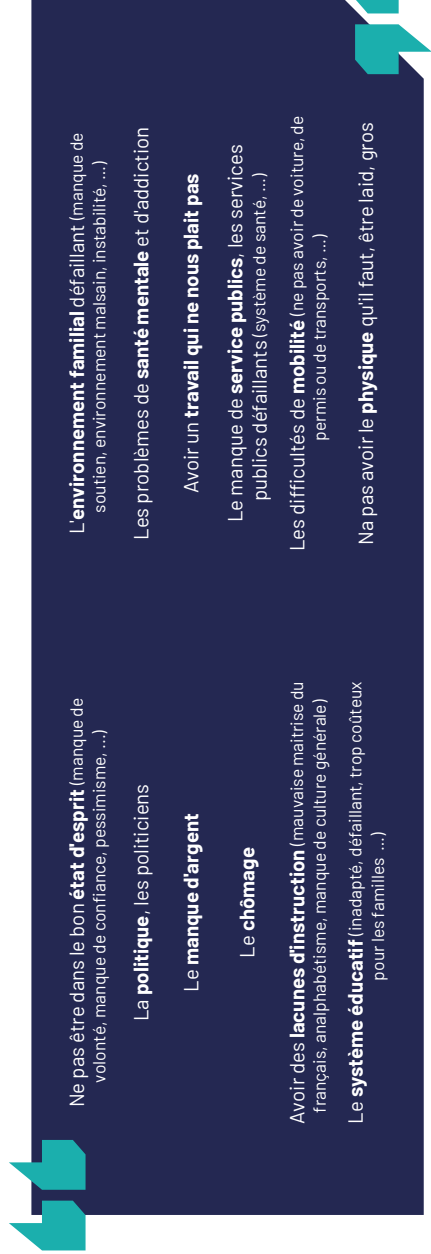 Ne pas être dans le bon état d'esprit (manque de
volonté, manque de confiance, pessimisme, ...)
La politique, les politiciens
Le manque d'argent
Le chômage
Avoir des lacunes d'instruction (mauvaise maitrise du
français, analphabétisme, manque de culture générale)
Le système éducatif (inadapté, défaillant, trop coûteux
pour les familles ...)
L'environnement familial défaillant (manque de
soutien, environnement malsain, instabilité, ...)
Les problèmes de santé mentale et d'addiction
Avoir un travail qui ne nous plait pas
Le manque de service publics, les services
publics défaillants (système de santé, ...)
Les difficultés de mobilité (ne pas avoir de voiture, de
permis ou de transports, ...)
Na pas avoir le physique qu'il faut, être laid, gros